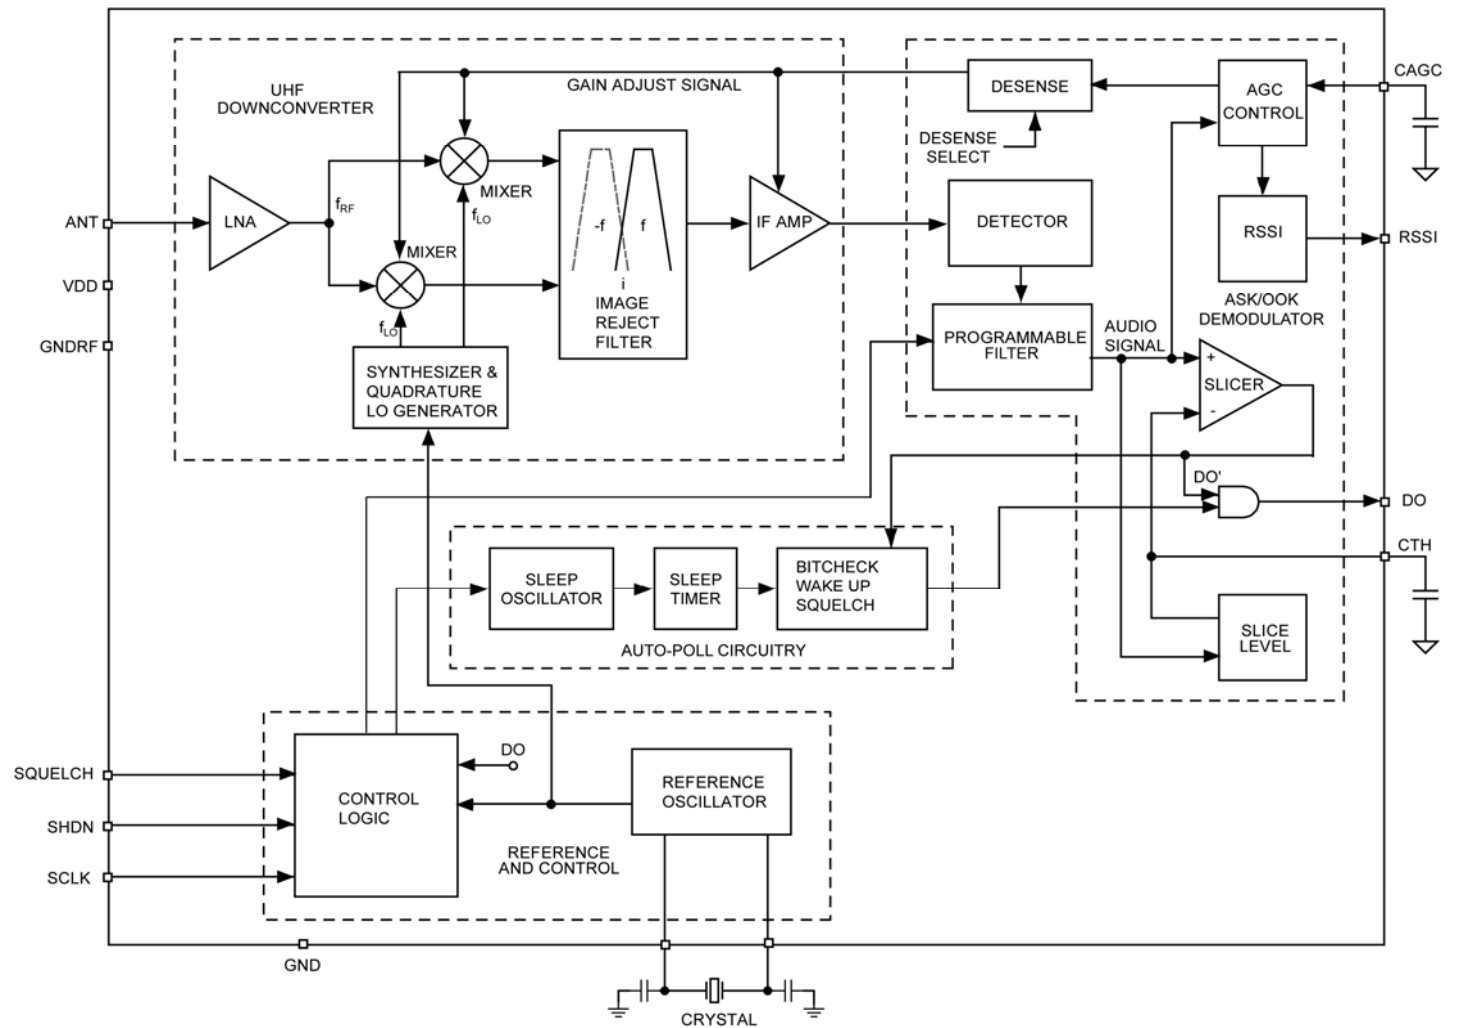 UHF
DOWNCONVERTER
GAIN ADJUST SIGNAL
DESENSE
AGC
CONTROL
CAGC
DESENSE
SELECT
MIXER
fRF
fLO
LNA
ANT
-f
f
IF AMP
DETECTOR
RSSI
RSSI
MIXER
VDD
i
IMAGE
REJECT
FILTER
ASK/OOK
DEMODULATOR
fLO
GNDRF
PROGRAMMABLE
FILTER
AUDIO
SIGNAL
SYNTHESIZER &
QUADRATURE
LO GENERATOR
+
SLICER
-
DO'
DO
CTH
SLEEP
OSCILLATOR
SLEEP
TIMER
BITCHECK
WAKE UP
SQUELCH
AUTO-POLL CIRCUITRY
SLICE
LEVEL
DO
SQUELCH
REFERENCE
OSCILLATOR
CONTROL
LOGIC
SHDN
REFERENCE
AND CONTROL
SCLK
GND
CRYSTAL